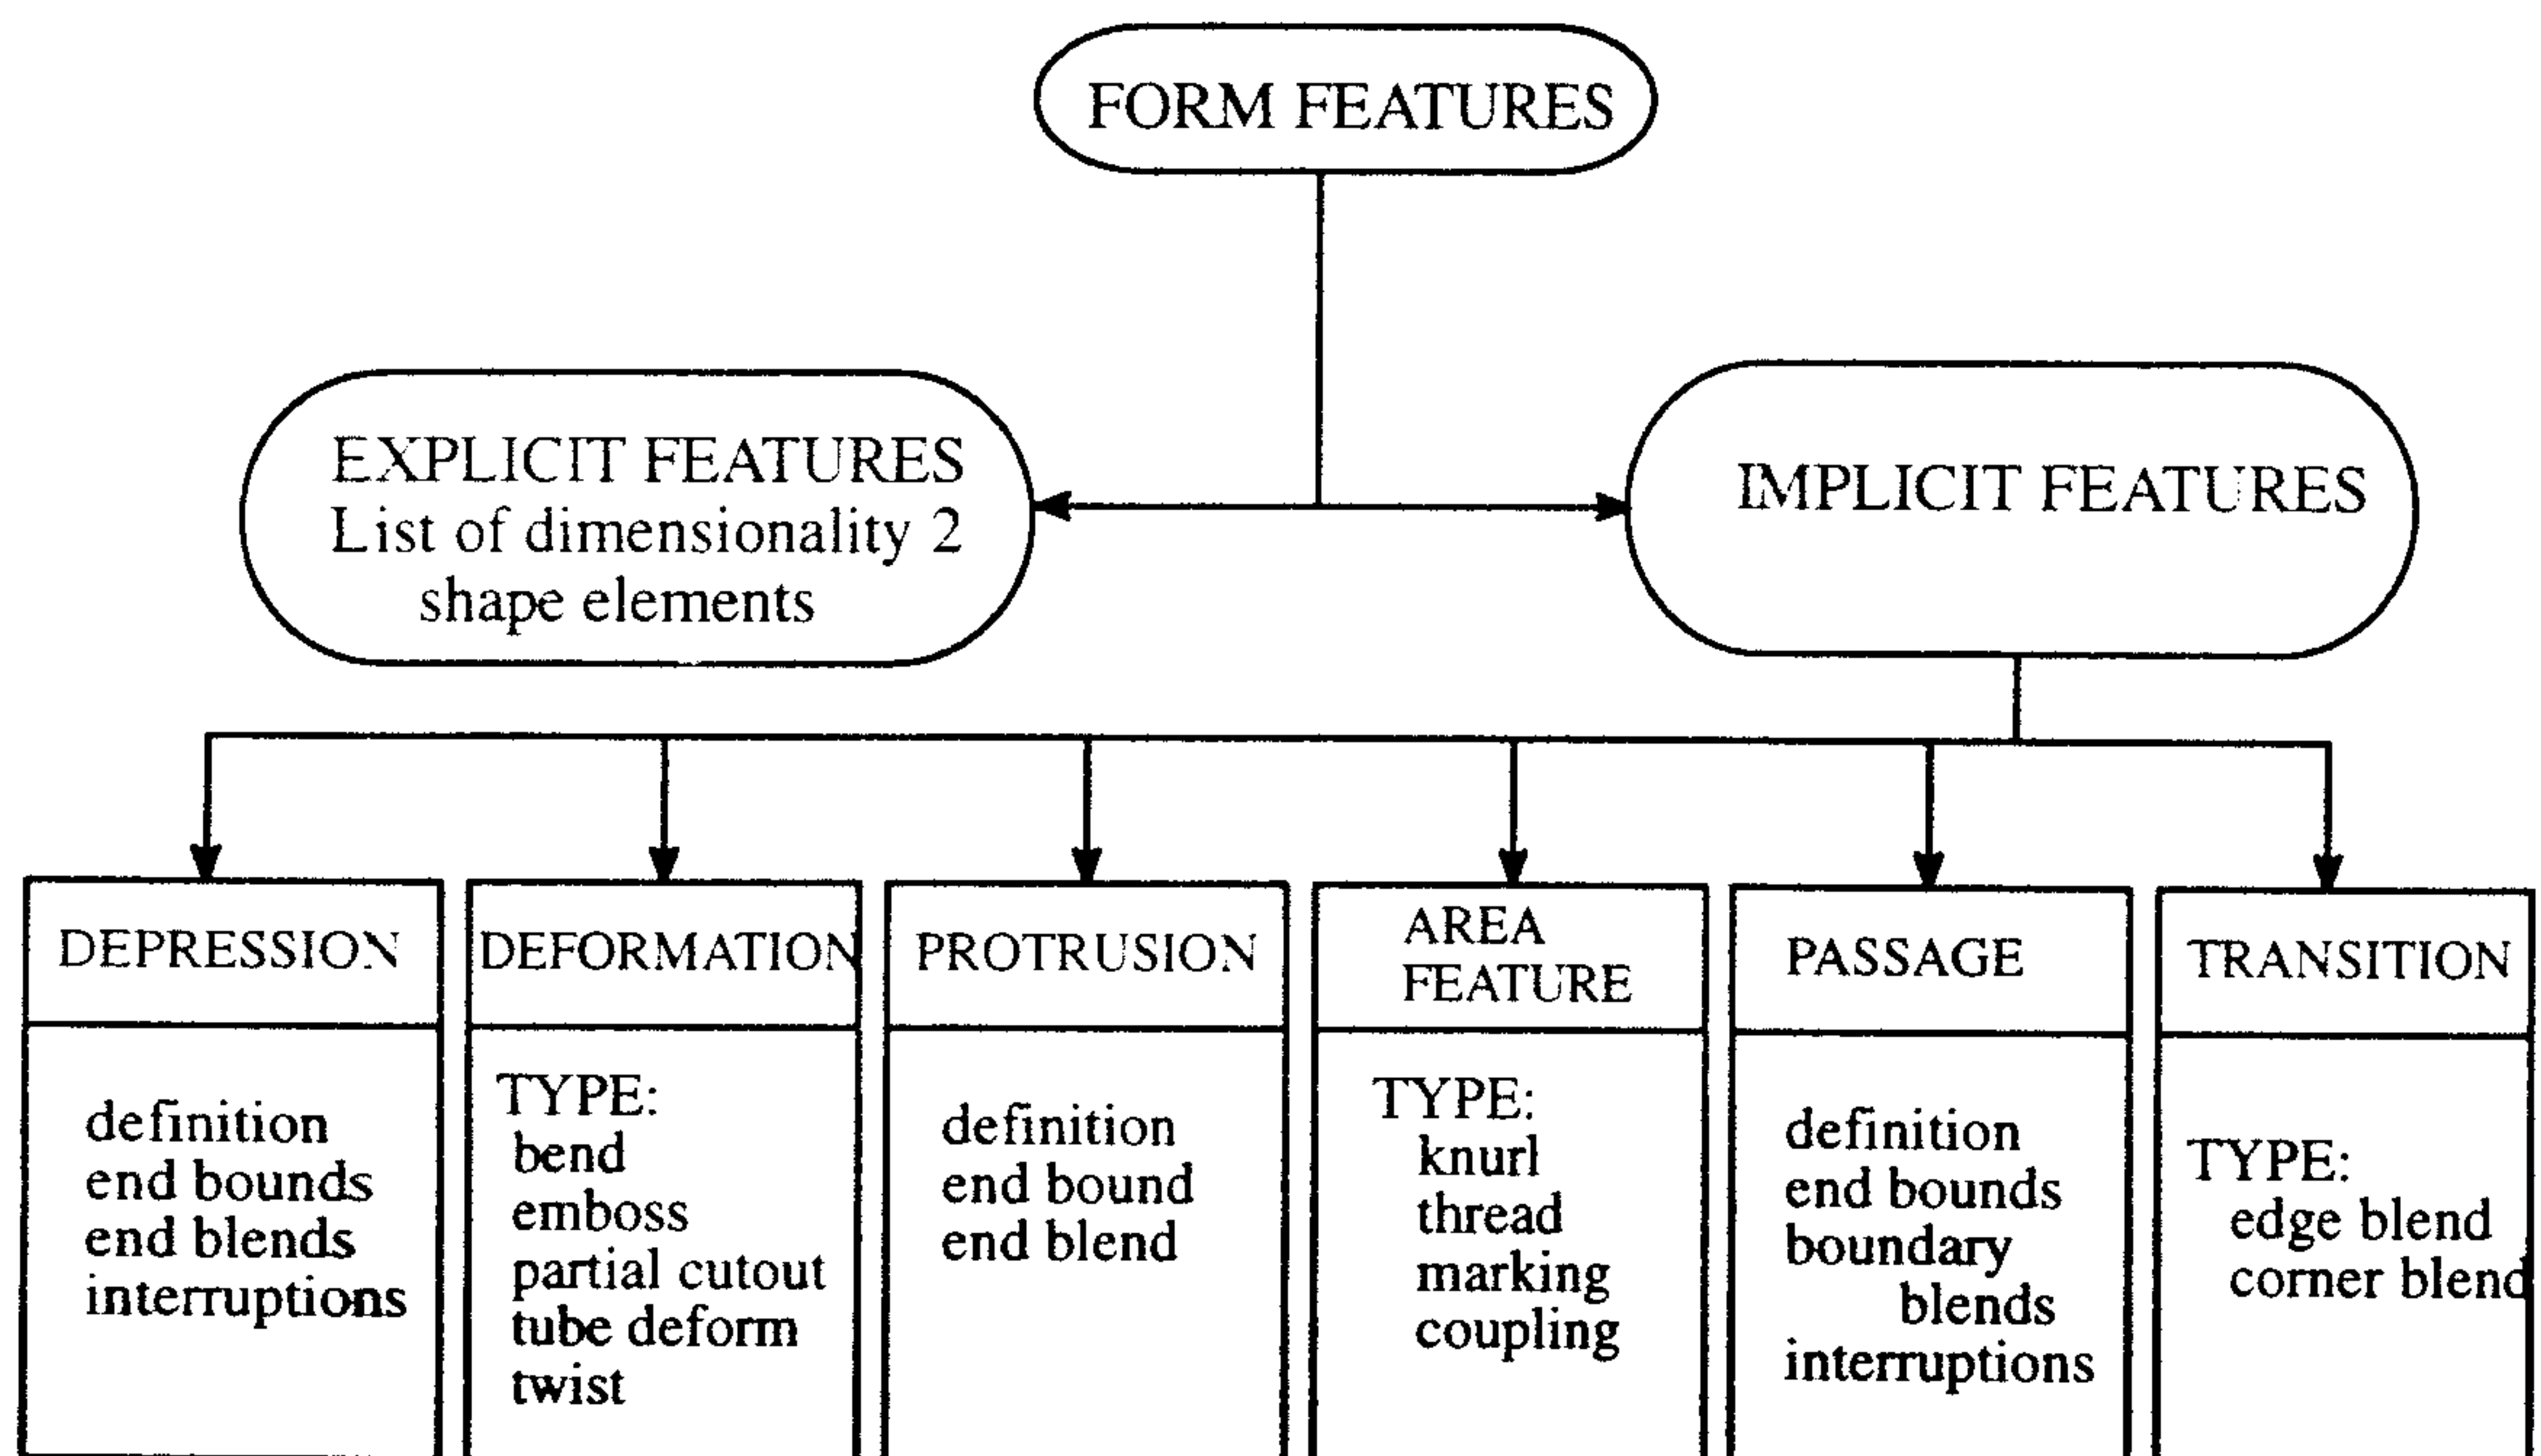 FORM FEATURES
EXPLICIT FEATURES
List of dimensionality 2
shape elements
IMPLICIT FEATURES
DEPRESSION
definition
end bounds
end blends
interruptions
DEFORMATION
TYPE:
bend
emboss
partial cutout
tube deform
twist
PROTRUSION
definition
end bound
end blend
AREA
FEATURE
TYPE:
knurl
thread
marking
coupling
PASSAGE
definition
end bounds
boundary
blends
interruptions
TRANSITION
TYPE:
edge blend
corner blend